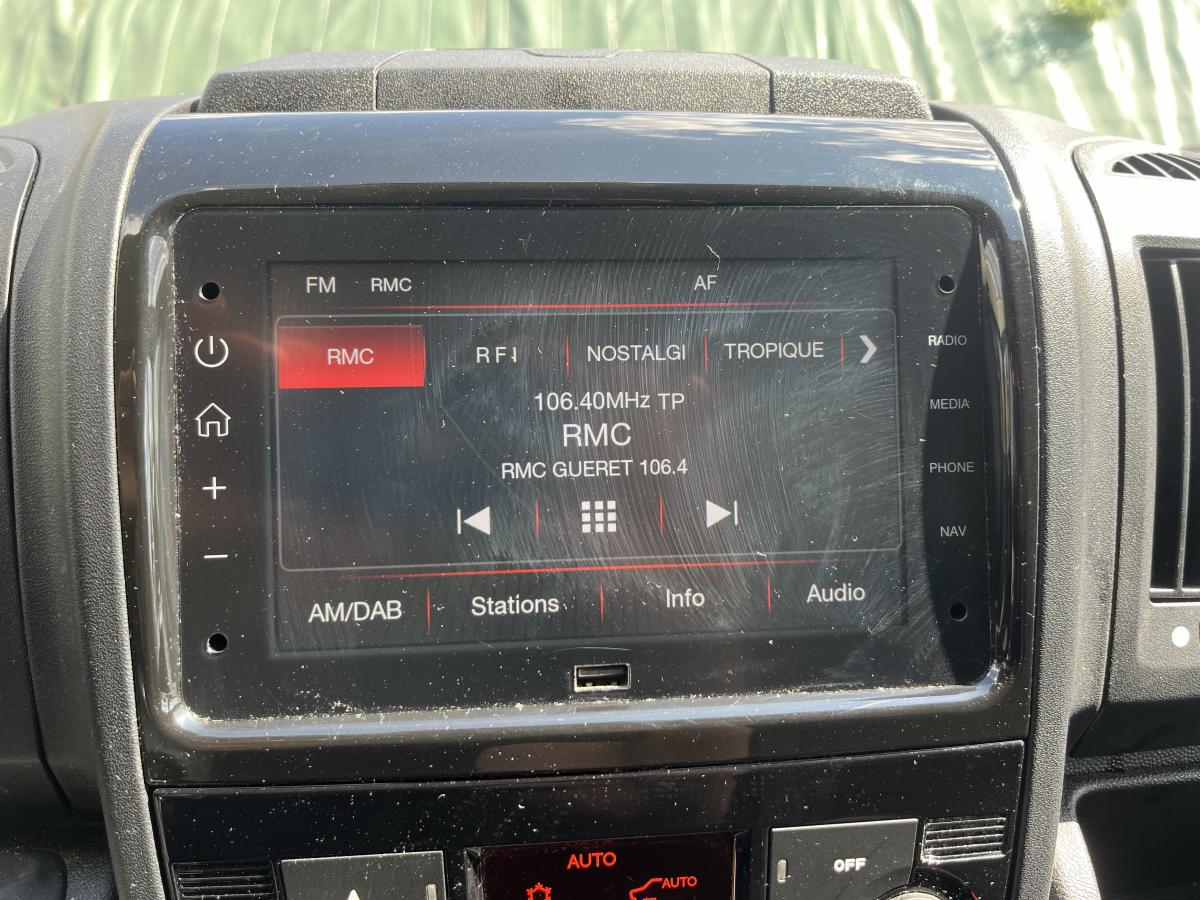 FM RMC AF
RMC R F I NOSTALGI TROPIQUE
RADIO
MEDIA
PHONE
NAV
106.40MHz TP
RMC
RMC GUERET 106.4
AM/DAB Stations Info Audio
AUTO
AUTO
OFF